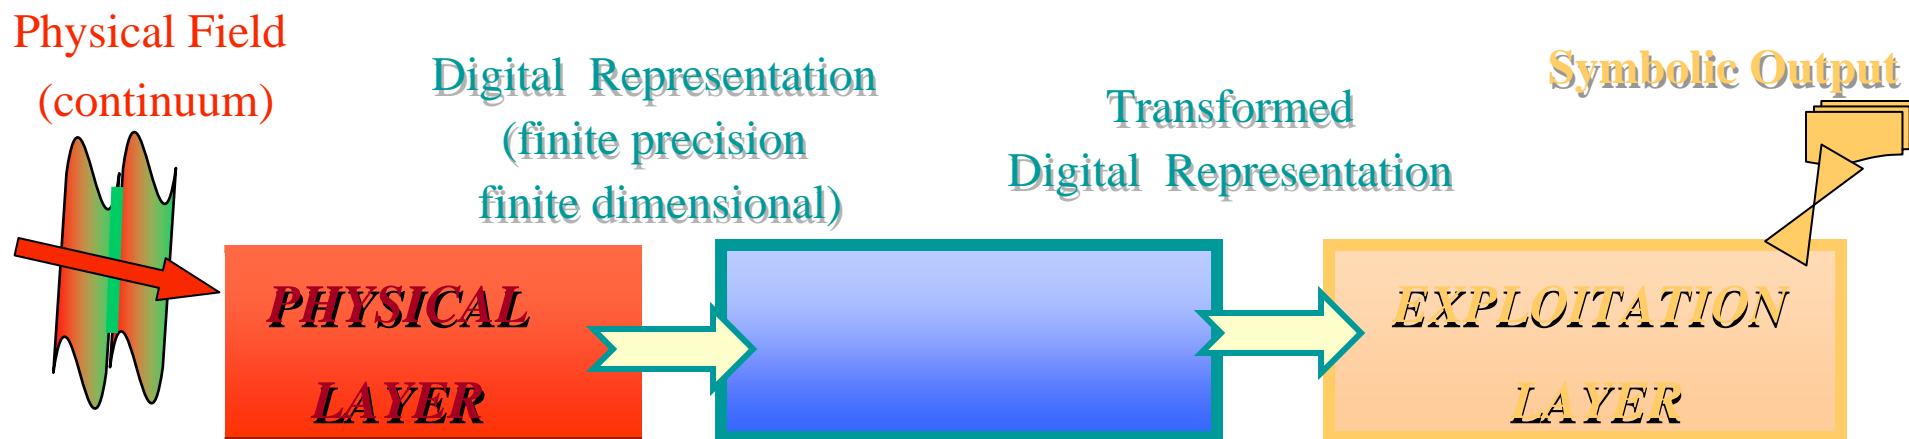 Physical Field
(continuum)
Digital Representation
(finite precision
finite dimensional)
Transformed
Digital Representation
Symbolic Output
PHYSICAL
LAYER
EXPLOITATION
LAYER